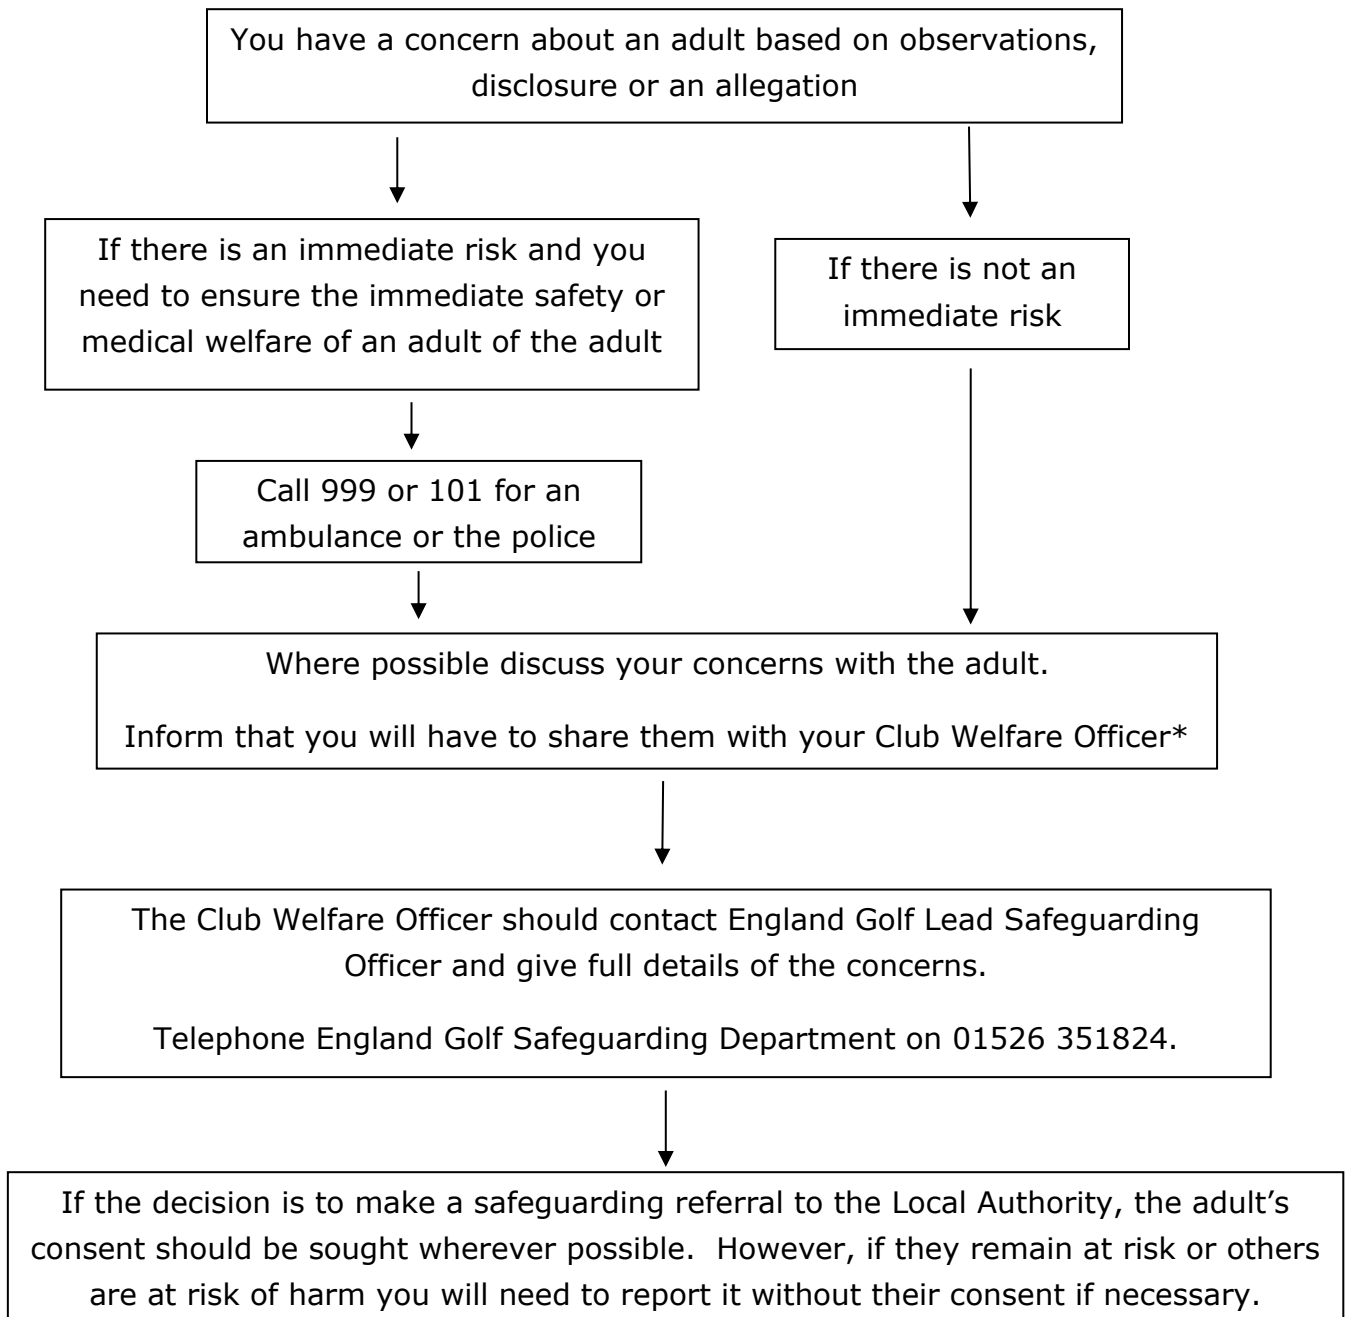 You have a concern about an adult based on observations,
disclosure or an allegation
If there is an immediate risk and you
need to ensure the immediate safety or
medical welfare of an adult of the adult
If there is not an
immediate risk
Call 999 or 101 for an
ambulance or the police
Where possible discuss your concerns with the adult.
Inform that you will have to share them with your Club Welfare Officer*
The Club Welfare Officer should contact England Golf Lead Safeguarding
Officer and give full details of the concerns.
Telephone England Golf Safeguarding Department on 01526 351824.
If the decision is to make a safeguarding referral to the Local Authority, the adult’s
consent should be sought wherever possible.  However, if they remain at risk or others
are at risk of harm you will need to report it without their consent if necessary.